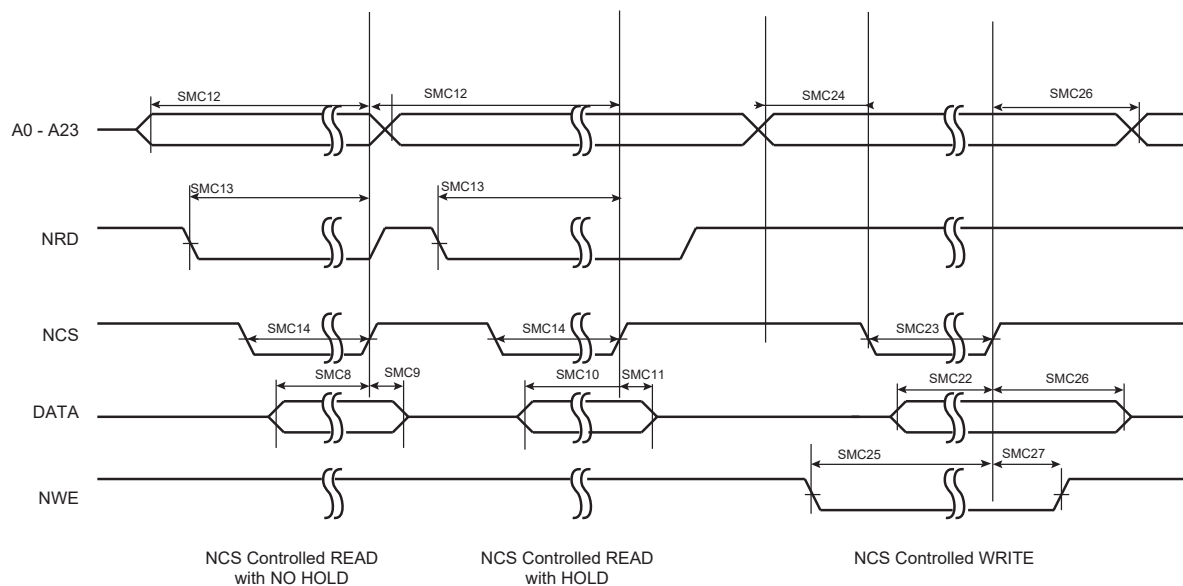 SMC12
SMC12
SMC24
SMC26
A0 - A23
SMC13
SMC13
NRD
SMC14
SMC14
SMC23
NCS
SMC8
SMC9
SMC10
SMC11
SMC22
SMC26
DATA
SMC25
SMC27
NWE
NCS Controlled READ
with NO HOLD
NCS Controlled READ
with HOLD
NCS Controlled WRITE